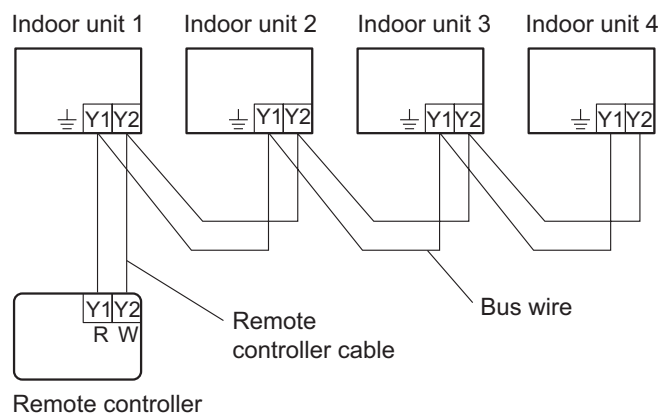 Indoor unit 1
Indoor unit 2
Indoor unit 3
Indoor unit 4
Y1 Y2
Y1 Y2
Y1 Y2
Y1 Y2
Y1 Y2
R W
Remote
controller cable
Bus wire
Remote controller